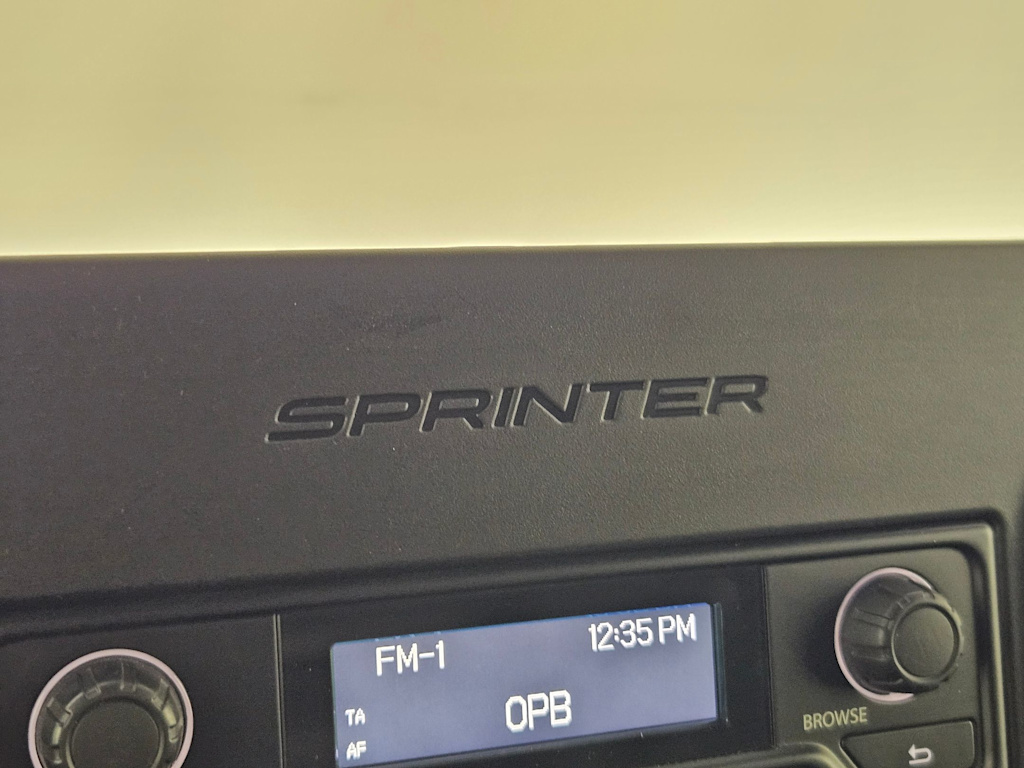 SPRINTER
FM-1 12:35 PM
TA OPB
AF
BROWSE